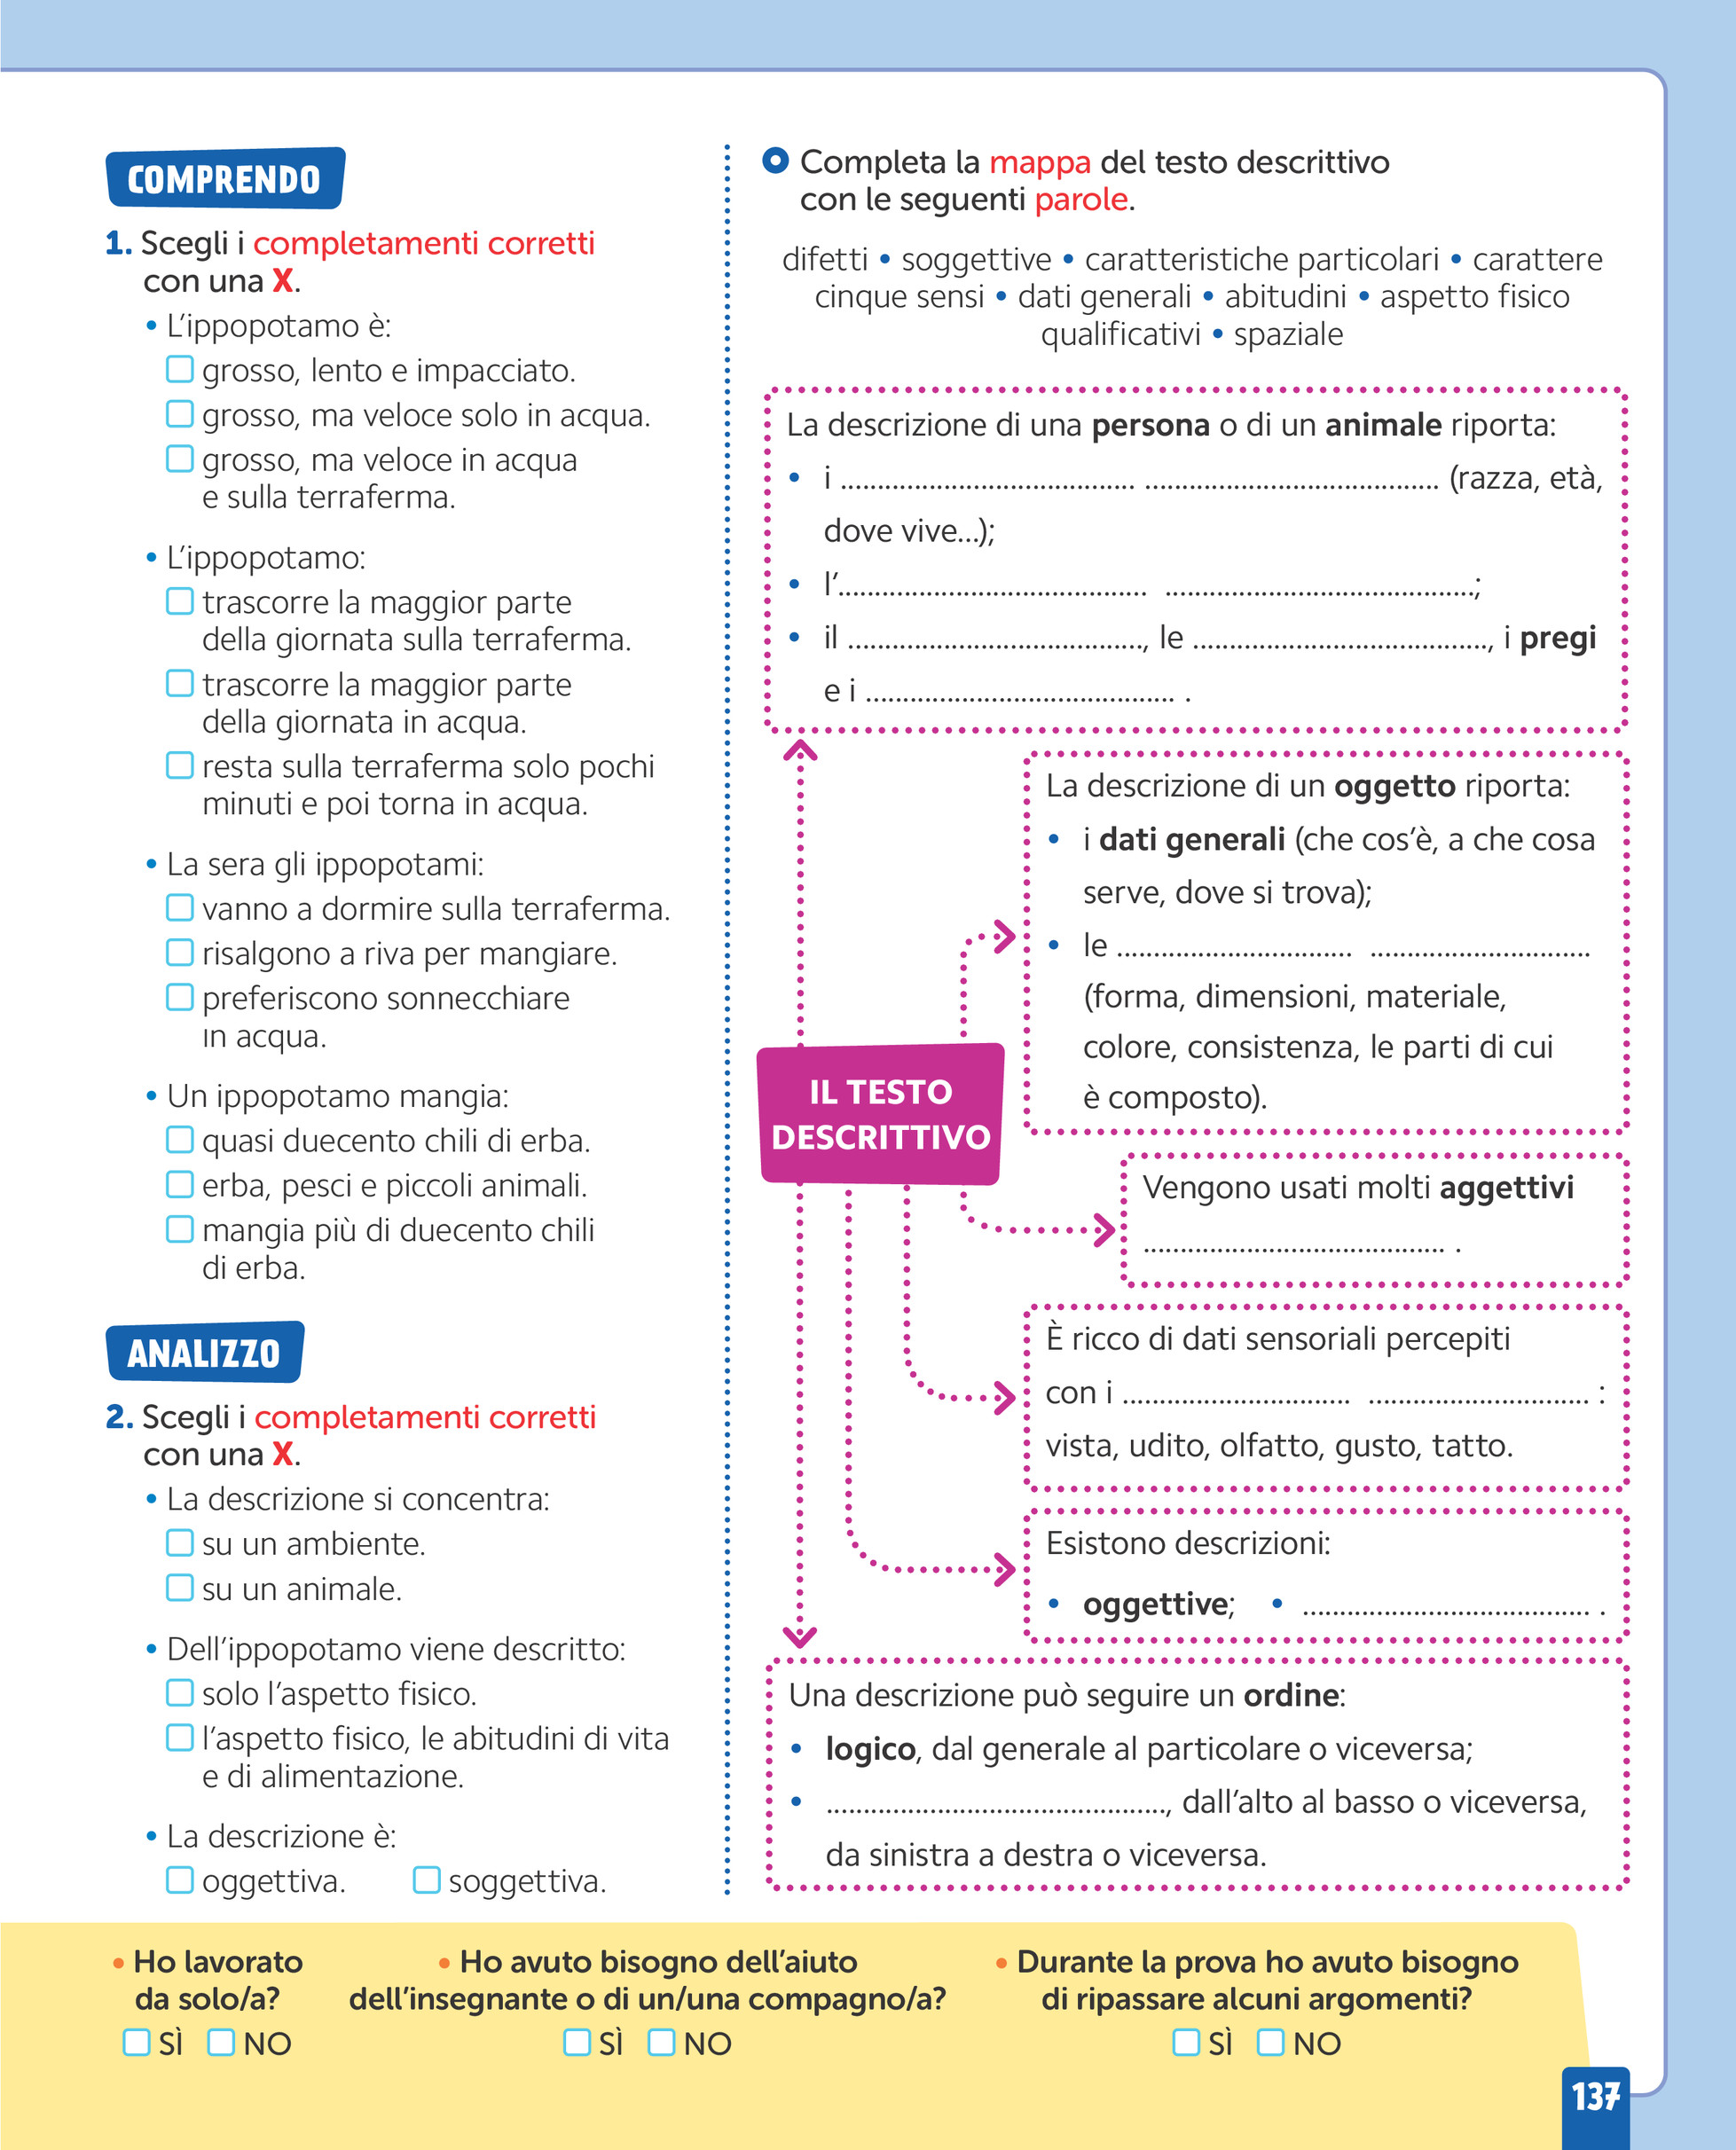 COMPRENDO
1. Scegli i completamenti corretti
con una X.
• L'ippopotamo è:
grosso, lento e impacciato.
grosso, ma veloce solo in acqua.
grosso, ma veloce in acqua
e sulla terraferma.
• L'ippopotamo:
trascorre la maggior parte
della giornata sulla terraferma.
trascorre la maggior parte
della giornata in acqua.
resta sulla terraferma solo pochi
minuti e poi torna in acqua.
• La sera gli ippopotami:
vanno a dormire sulla terraferma.
risalgono a riva per mangiare.
preferiscono sonnecchiare
in acqua.
• Un ippopotamo mangia:
quasi duecento chili di erba.
erba, pesci e piccoli animali.
mangia più di duecento chili
di erba.
ANALIZZO
2. Scegli i completamenti corretti
con una X.
• La descrizione si concentra:
su un ambiente.
su un animale.
• Dell'ippopotamo viene descritto:
solo l'aspetto fisico.
l'aspetto fisico, le abitudini di vita
e di alimentazione.
• La descrizione è:
oggettiva. soggettiva.
Completa la mappa del testo descrittivo
con le seguenti parole.
difetti • soggettive • caratteristiche particolari • carattere
cinque sensi • dati generali • abitudini • aspetto fisico
qualificativi • spaziale
La descrizione di una persona o di un animale riporta:
• i ........................................ ........................................ (razza, età,
dove vive...);
• l'.......................................... ..........................................;
• il ........................................, le ........................................, i pregi
e i .......................................... .
La descrizione di un oggetto riporta:
• i dati generali (che cos'è, a che cosa
serve, dove si trova);
• le ................................ ..............................
(forma, dimensioni, materiale,
colore, consistenza, le parti di cui
è composto).
IL TESTO
DESCRITTIVO
Vengono usati molti aggettivi
......................................... .
È ricco di dati sensoriali percepiti
con i ............................... .............................. :
vista, udito, olfatto, gusto, tatto.
Esistono descrizioni:
• oggettive; • ....................................... .
Una descrizione può seguire un ordine:
• logico, dal generale al particolare o viceversa;
• .............................................., dall'alto al basso o viceversa,
da sinistra a destra o viceversa.
• Ho lavorato
da solo/a?
SÌ NO
• Ho avuto bisogno dell'aiuto
dell'insegnante o di un/una compagno/a?
SÌ NO
• Durante la prova ho avuto bisogno
di ripassare alcuni argomenti?
SÌ NO
137